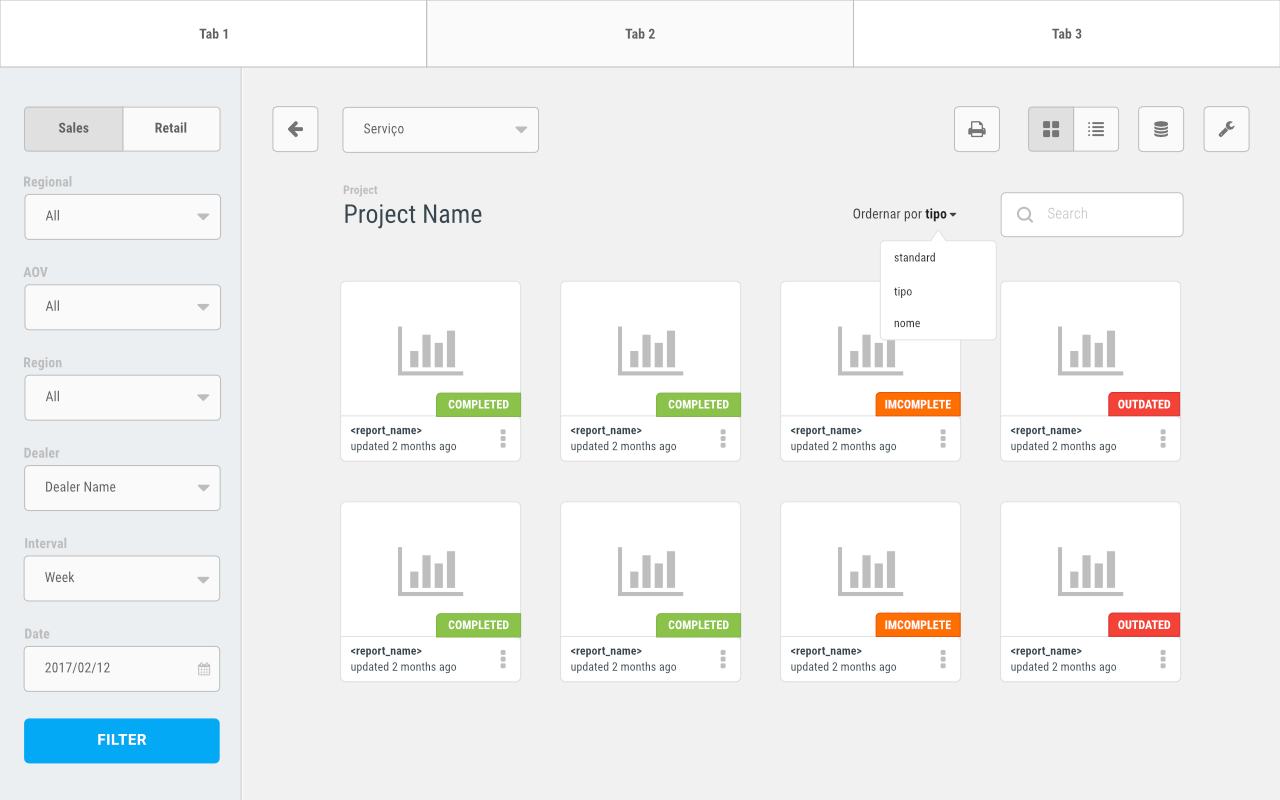 Tab 1
Tab 2
Tab 3
Sales
Retail
Regional
All
AOV
All
Region
All
Dealer
Dealer Name
Interval
Week
Date
2017/02/12
FILTER
Serviço
Project
Project Name
Ordernar por tipo
Search
standard
tipo
nome
COMPLETED
<report_name>
updated 2 months ago
COMPLETED
<report_name>
updated 2 months ago
IMCOMPLETE
<report_name>
updated 2 months ago
OUTDATED
<report_name>
updated 2 months ago
COMPLETED
<report_name>
updated 2 months ago
COMPLETED
<report_name>
updated 2 months ago
IMCOMPLETE
<report_name>
updated 2 months ago
OUTDATED
<report_name>
updated 2 months ago